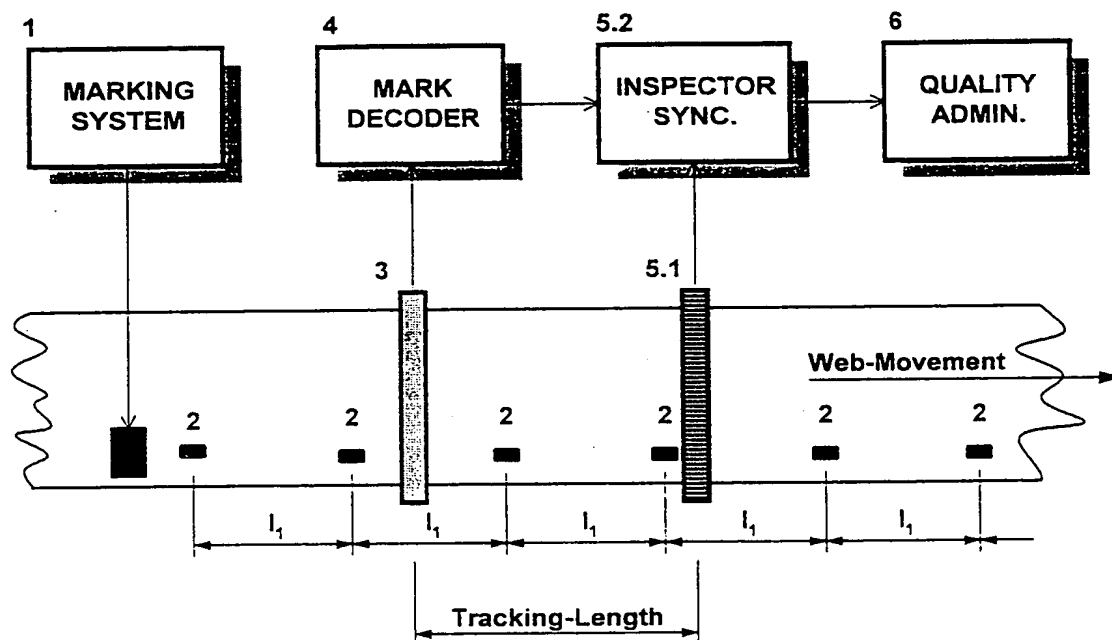 1
4
5.2
6
MARKING
SYSTEM
MARK
DECODER
INSPECTOR
SYNC.
QUALITY
ADMIN.
3
5.1
Web-Movement
2
2
2
2
2
2
l₁
l₁
l₁
l₁
l₁
Tracking-Length